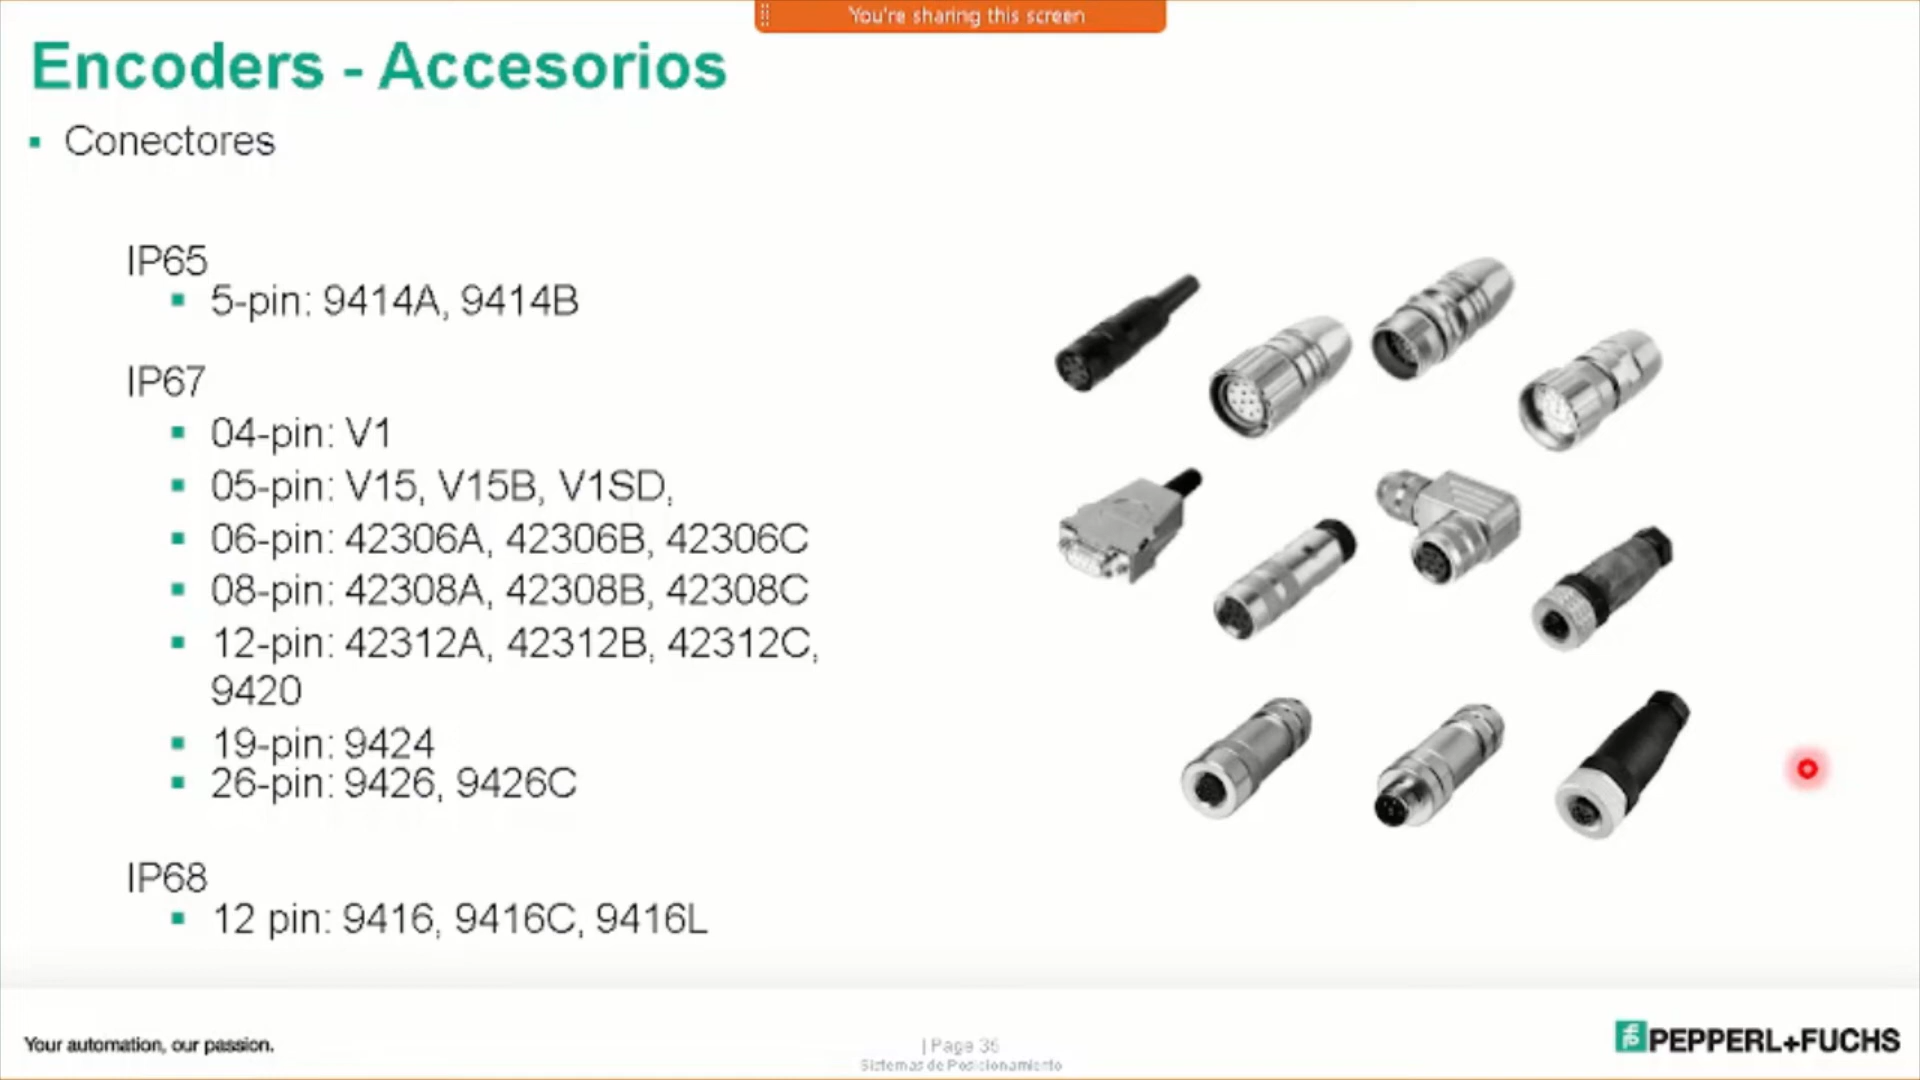 You're sharing this screen
Encoders - Accesorios
▪ Conectores
IP65
▪ 5-pin: 9414A, 9414B
IP67
▪ 04-pin: V1
▪ 05-pin: V15, V15B, V1SD,
▪ 06-pin: 42306A, 42306B, 42306C
▪ 08-pin: 42308A, 42308B, 42308C
▪ 12-pin: 42312A, 42312B, 42312C,
9420
▪ 19-pin: 9424
▪ 26-pin: 9426, 9426C
IP68
▪ 12 pin: 9416, 9416C, 9416L
Your automation, our passion.
| Page 36
Sistemas de Posicionamiento
PEPPERL+FUCHS